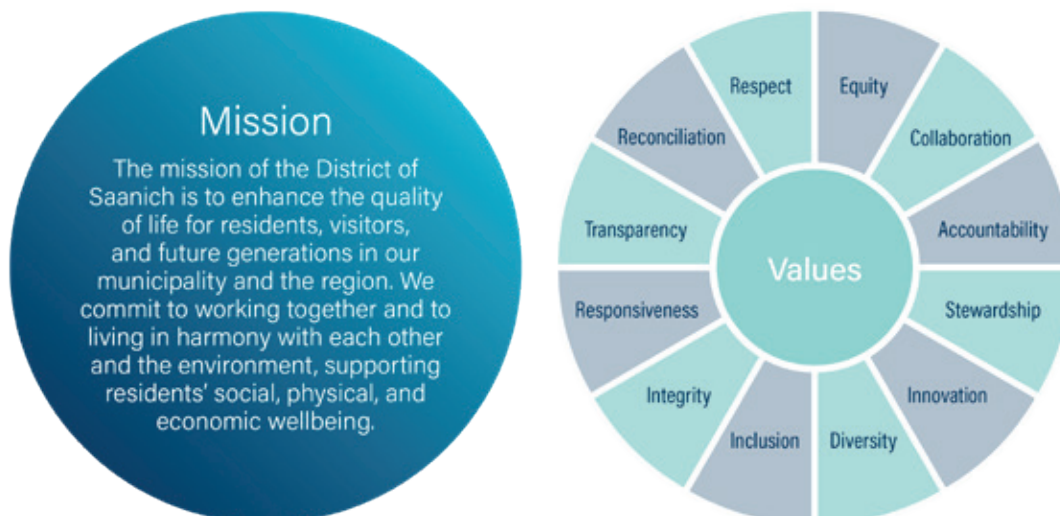 Mission
The mission of the District of
Saanich is to enhance the quality
of life for residents, visitors,
and future generations in our
municipality and the region. We
commit to working together and to
living in harmony with each other
and the environment, supporting
residents’ social, physical, and
economic wellbeing.
Values
Equity
Collaboration
Accountability
Stewardship
Innovation
Diversity
Inclusion
Integrity
Responsiveness
Transparency
Reconciliation
Respect